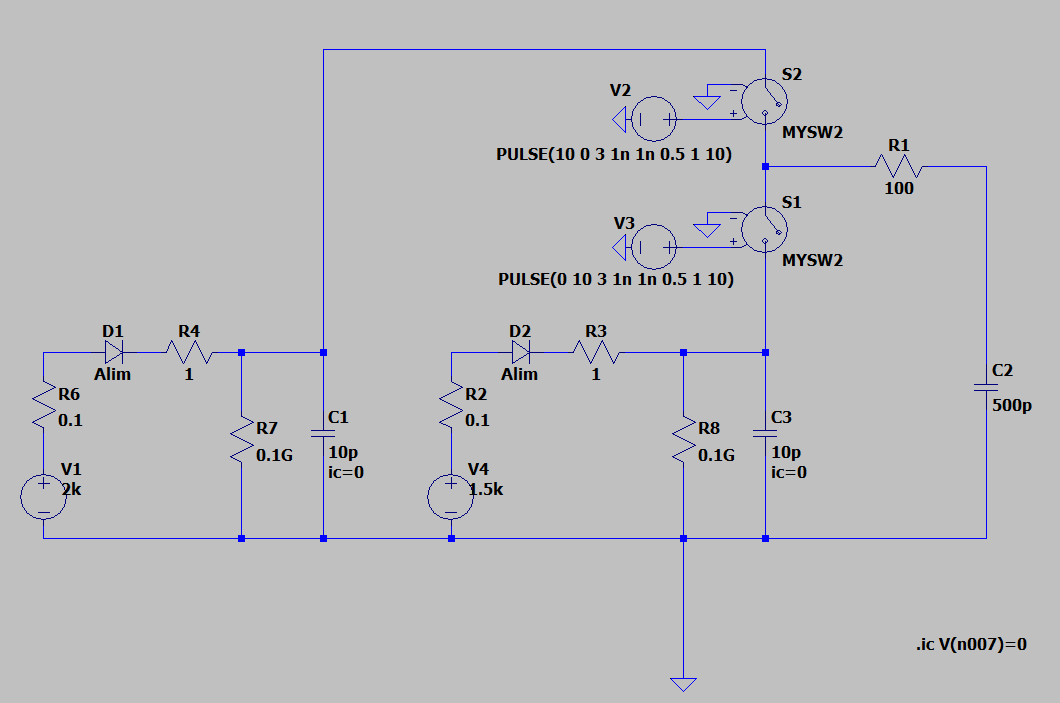 S2
V2
MYSW2
PULSE(10 0 3 1n 1n 0.5 1 10)
R1
100
S1
V3
MYSW2
PULSE(0 10 3 1n 1n 0.5 1 10)
D1
Alim
R4
1
D2
Alim
R3
1
R6
0.1
R7
0.1G
C1
10p
ic=0
R2
0.1
R8
0.1G
C3
10p
ic=0
C2
500p
V1
2k
V4
1.5k
.ic V(n007)=0